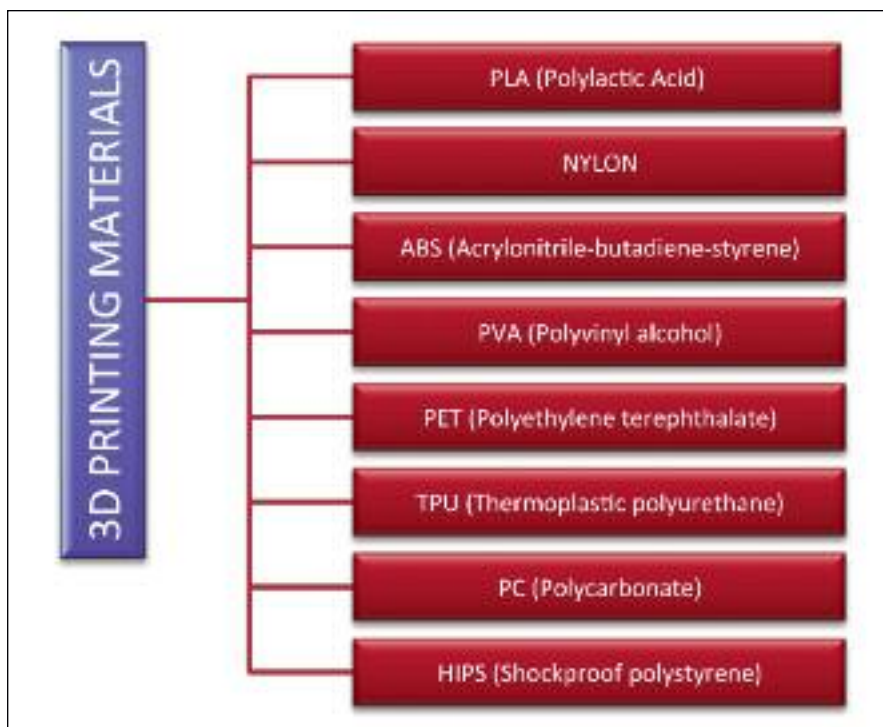 3D PRINTING MATERIALS
PLA (Polylactic Acid)
NYLON
ABS (Acrylonitrile-butadiene-styrene)
PVA (Polyvinyl alcohol)
PET (Polyethylene terephthalate)
TPU (Thermoplastic polyurethane)
PC (Polycarbonate)
HIPS (Shockproof polystyrene)